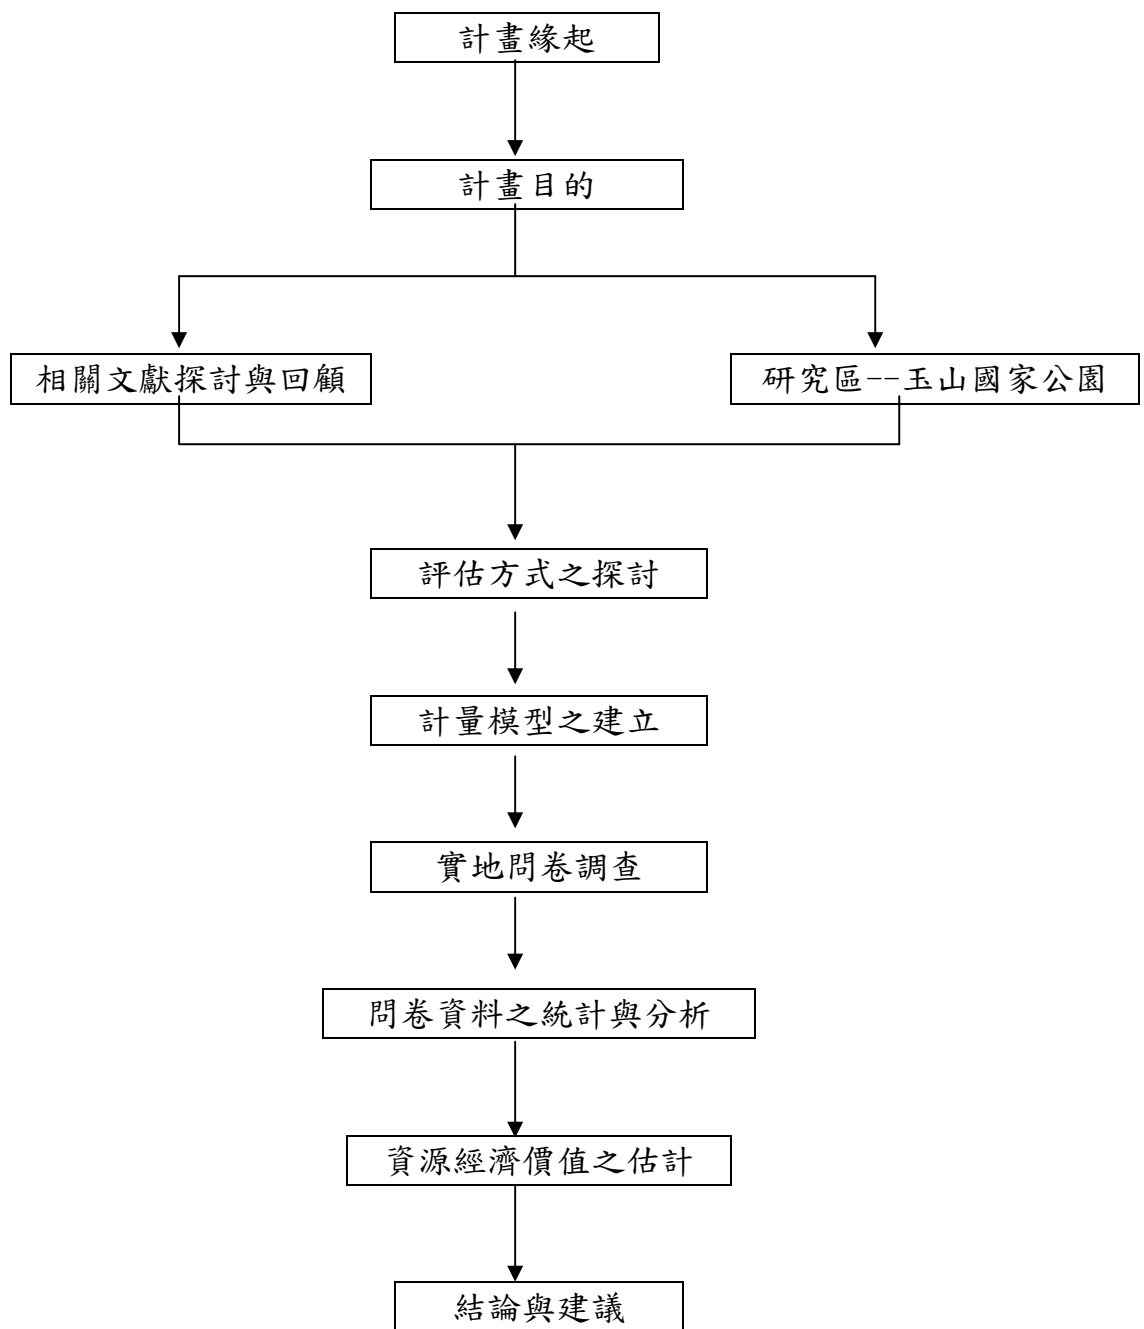 計畫緣起
計畫目的
相關文獻探討與回顧
研究區--玉山國家公園
評估方式之探討
計量模型之建立
實地問卷調查
問卷資料之統計與分析
資源經濟價值之估計
結論與建議